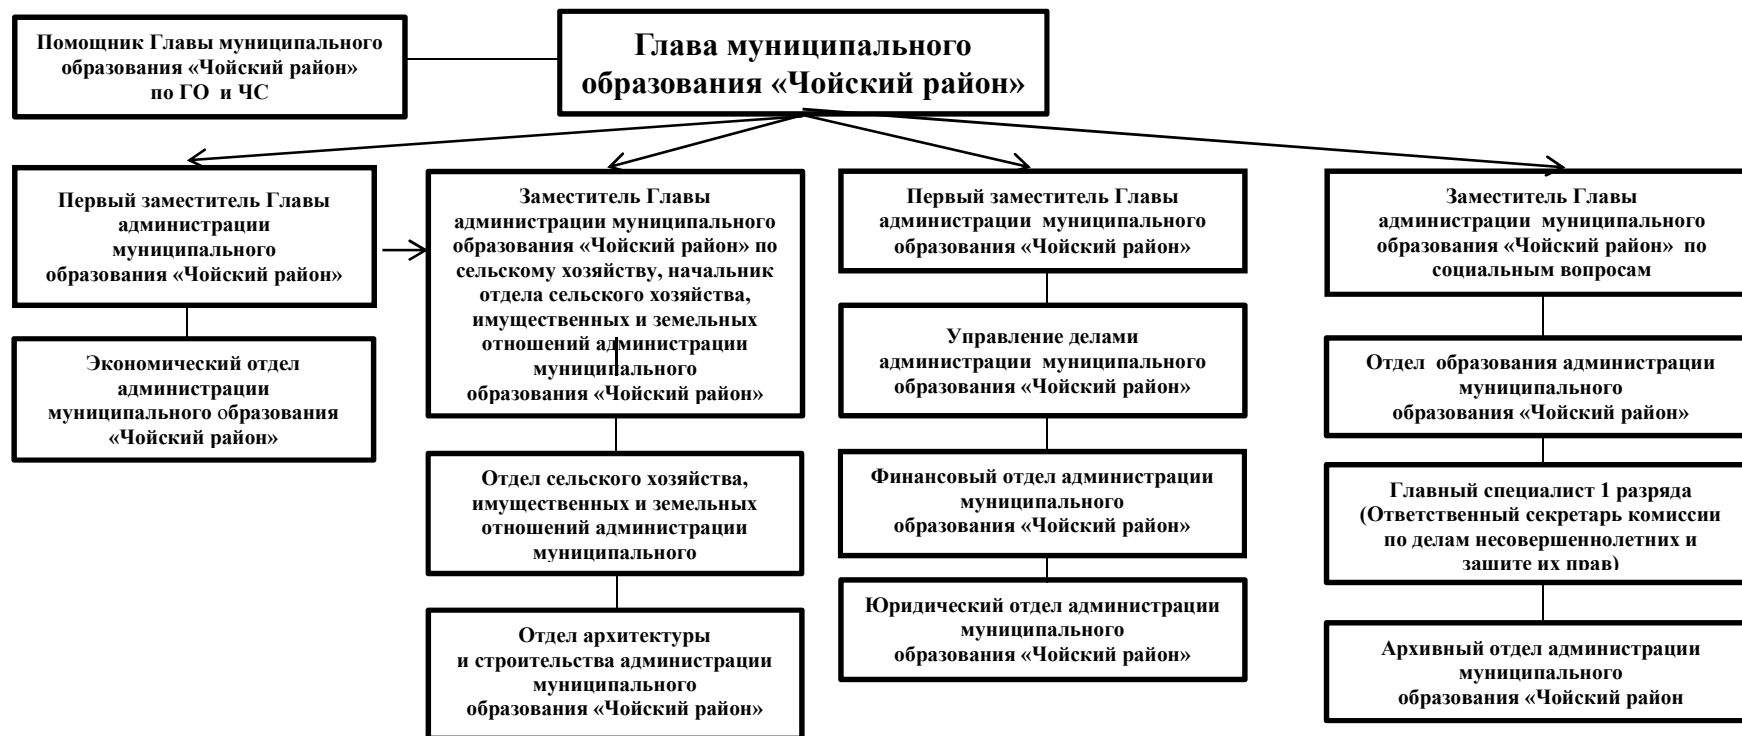 Помощник Главы муниципального
образования «Чойский район»
по ГО и ЧС
Глава муниципального
образования «Чойский район»
Первый заместитель Главы
администрации
муниципального
образования «Чойский район»
Экономический отдел
администрации
муниципального образования
«Чойский район»
Заместитель Главы
администрации муниципального
образования «Чойский район» по
сельскому хозяйству, начальник
отдела сельского хозяйства,
имущественных и земельных
отношений администрации
муниципального
образования «Чойский район»
Отдел сельского хозяйства,
имущественных и земельных
отношений администрации
муниципального
Отдел архитектуры
и строительства администрации
муниципального
образования «Чойский район»
Первый заместитель Главы
администрации муниципального
образования «Чойский район»
Управление делами
администрации муниципального
образования «Чойский район»
Финансовый отдел администрации
муниципального
образования «Чойский район»
Юридический отдел администрации
муниципального
образования «Чойский район»
Заместитель Главы
администрации муниципального
образования «Чойский район» по
социальным вопросам
Отдел образования администрации
муниципального
образования «Чойский район»
Главный специалист 1 разряда
(Ответственный секретарь комиссии
по делам несовершеннолетних и
защите их прав)
Архивный отдел администрации
муниципального
образования «Чойский район